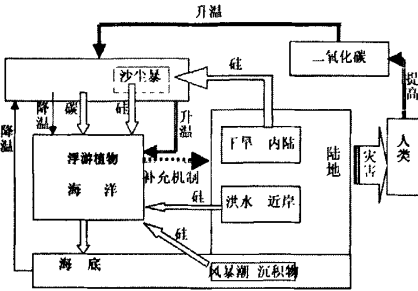 升温
二氧化碳
沙尘暴
硅
提高
降温
碳
硅
升温
降温
浮游植物
海 洋
补充机制
干旱 内陆
陆地
灾害
人类
硅
洪水 近岸
硅
海 底
风暴潮 沉积物